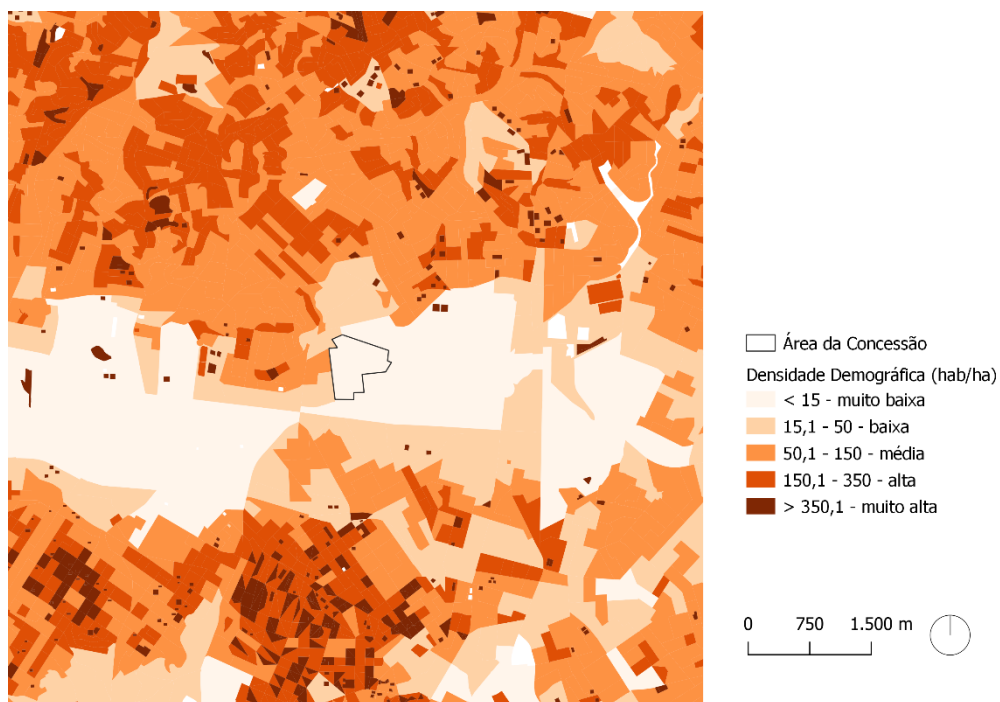 Área da Concessão
Densidade Demográfica (hab/ha)
< 15 - muito baixa
15,1 - 50 - baixa
50,1 - 150 - média
150,1 - 350 - alta
> 350,1 - muito alta
0 750 1.500 m